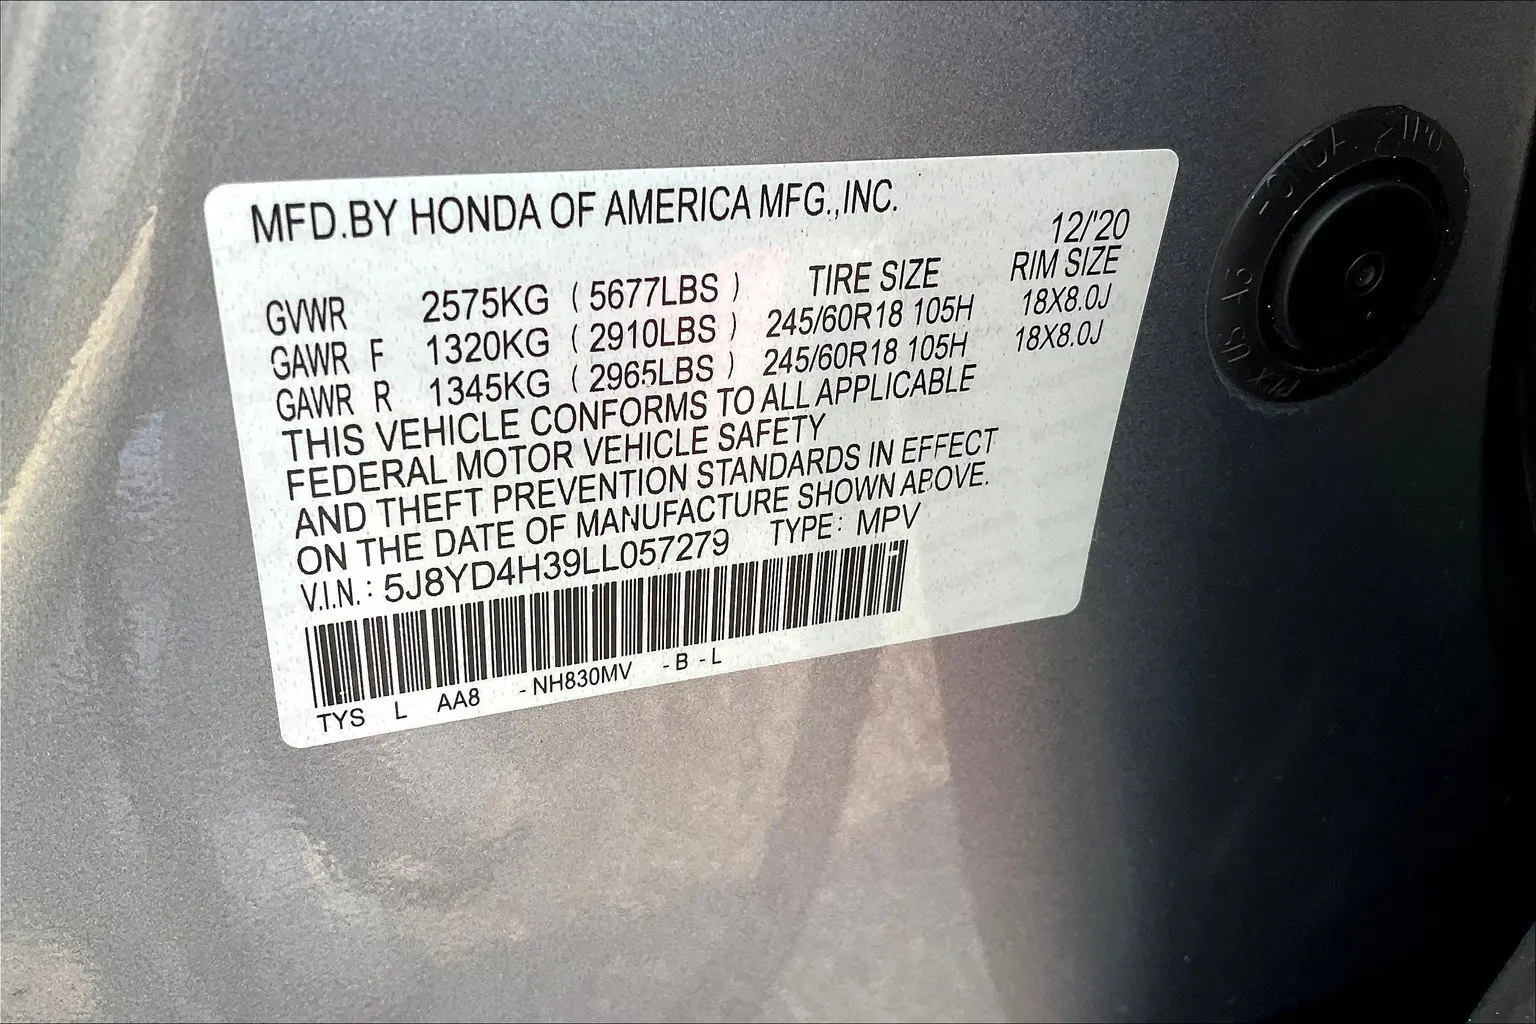 MFD.BY HONDA OF AMERICA MFG.,INC.
12/'20
GVWR 2575KG ( 5677LBS ) TIRE SIZE RIM SIZE
GAWR F 1320KG ( 2910LBS ) 245/60R18 105H 18X8.0J
GAWR R 1345KG ( 2965LBS ) 245/60R18 105H 18X8.0J
THIS VEHICLE CONFORMS TO ALL APPLICABLE
FEDERAL MOTOR VEHICLE SAFETY
AND THEFT PREVENTION STANDARDS IN EFFECT
ON THE DATE OF MANUFACTURE SHOWN ABOVE.
V.I.N.: 5J8YD4H39LL057279 TYPE: MPV
TYS L AA8 -NH830MV -B -L